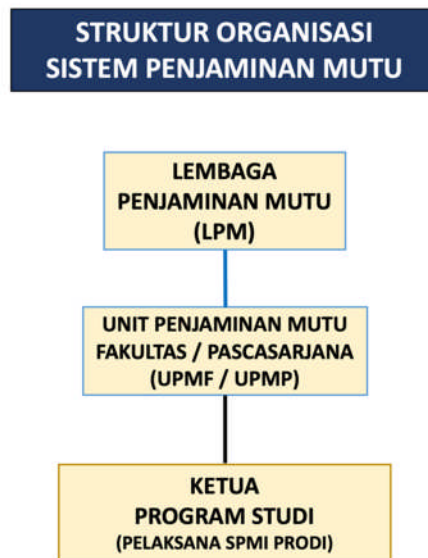 STRUKTUR ORGANISASI
SISTEM PENJAMINAN MUTU
LEMBAGA
PENJAMINAN MUTU
(LPM)
UNIT PENJAMINAN MUTU
FAKULTAS / PASCASARJANA
(UPMF / UPMP)
KETUA
PROGRAM STUDI
(PELAKSANA SPMI PRODI)